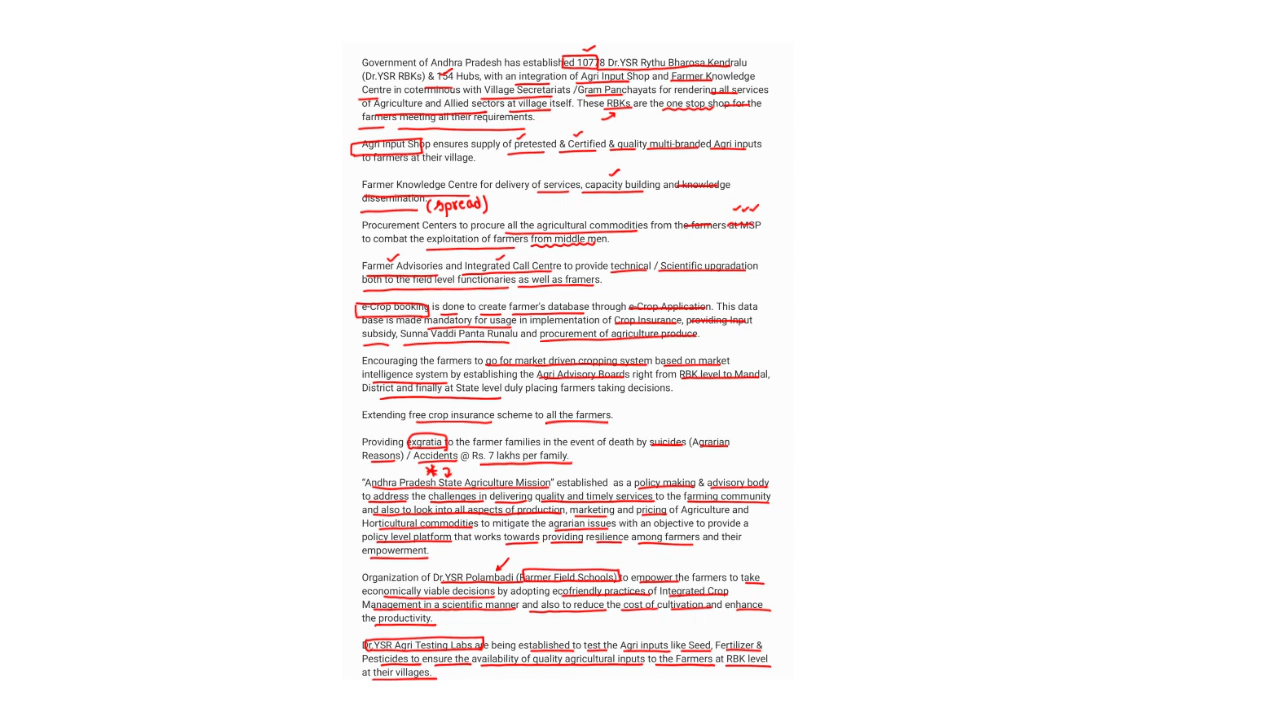 Government of Andhra Pradesh has established 10778 Dr.YSR Rythu Bharosa Kendralu
(Dr.YSR RBKs) & 154 Hubs, with an integration of Agri Input Shop and Farmer Knowledge
Centre in coterminous with Village Secretariats /Gram Panchayats for rendering all services
of Agriculture and Allied sectors at village itself. These RBKs are the one stop shop for the
farmers meeting all their requirements.
Agri Input Shop ensures supply of pretested & Certified & quality multi-branded Agri inputs
to farmers at their village.
Farmer Knowledge Centre for delivery of services, capacity building and knowledge
dissemination.
(spread)
Procurement Centers to procure all the agricultural commodities from the farmers at MSP
to combat the exploitation of farmers from middle men.
Farmer Advisories and Integrated Call Centre to provide technical / Scientific upgradation
both to the field level functionaries as well as framers.
e-Crop booking is done to create farmer's database through e-Crop Application. This data
base is made mandatory for usage in implementation of Crop Insurance, providing Input
subsidy, Sunna Vaddi Panta Runalu and procurement of agriculture produce.
Encouraging the farmers to go for market driven cropping system based on market
intelligence system by establishing the Agri Advisory Boards right from RBK level to Mandal,
District and finally at State level duly placing farmers taking decisions.
Extending free crop insurance scheme to all the farmers.
Providing exgratia to the farmer families in the event of death by suicides (Agrarian
Reasons) / Accidents @ Rs. 7 lakhs per family.
"Andhra Pradesh State Agriculture Mission" established as a policy making & advisory body
to address the challenges in delivering quality and timely services to the farming community
and also to look into all aspects of production, marketing and pricing of Agriculture and
Horticultural commodities to mitigate the agrarian issues with an objective to provide a
policy level platform that works towards providing resilience among farmers and their
empowerment.
Organization of Dr.YSR Polambadi (Farmer Field Schools) to empower the farmers to take
economically viable decisions by adopting ecofriendly practices of Integrated Crop
Management in a scientific manner and also to reduce the cost of cultivation and enhance
the productivity.
Dr.YSR Agri Testing Labs are being established to test the Agri inputs like Seed, Fertilizer &
Pesticides to ensure the availability of quality agricultural inputs to the Farmers at RBK level
at their villages.